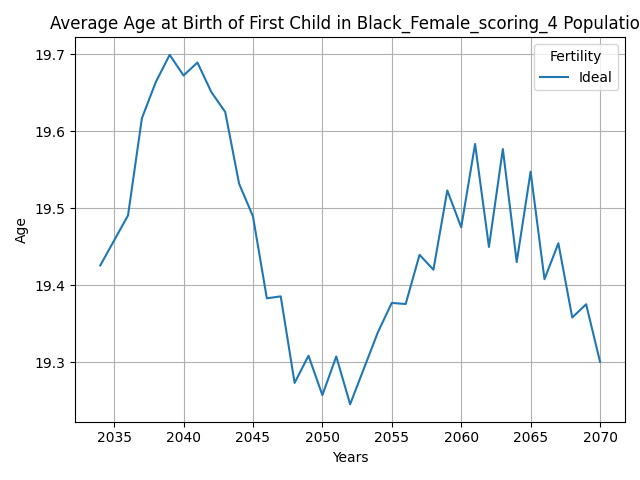 Average Age at Birth of First Child in Black_Female_scoring_4 Populatio
19.7
19.6
19.5
19.4
19.3
Age
Fertility
Ideal
2035 2040 2045 2050 2055 2060 2065 2070
Years